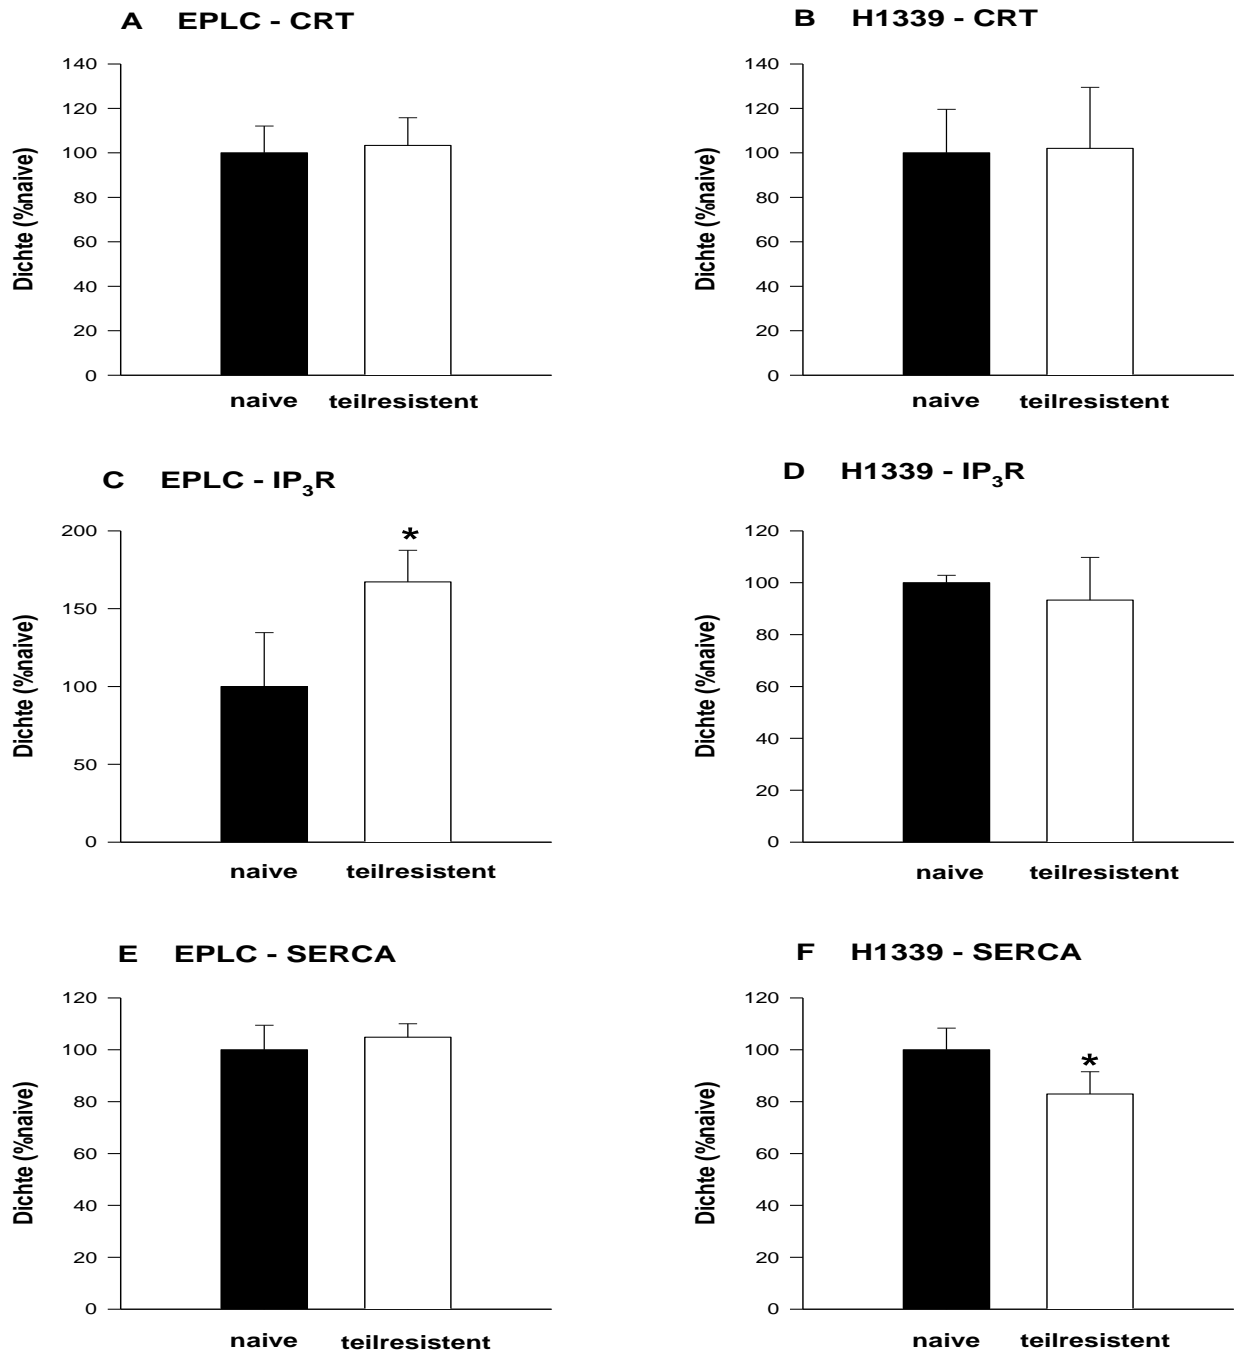 A EPLC - CRT
140
120
100
80
60
40
20
0
Dichte (%naive)
naive teilresistent
B H1339 - CRT
140
120
100
80
60
40
20
0
Dichte (%naive)
naive teilresistent
C EPLC - IP₃R
200
150
100
50
0
Dichte (%naive)
*
naive teilresistent
D H1339 - IP₃R
120
100
80
60
40
20
0
Dichte (%naive)
naive teilresistent
E EPLC - SERCA
120
100
80
60
40
20
0
Dichte (%naive)
naive teilresistent
F H1339 - SERCA
120
100
80
60
40
20
0
Dichte (%naive)
*
naive teilresistent